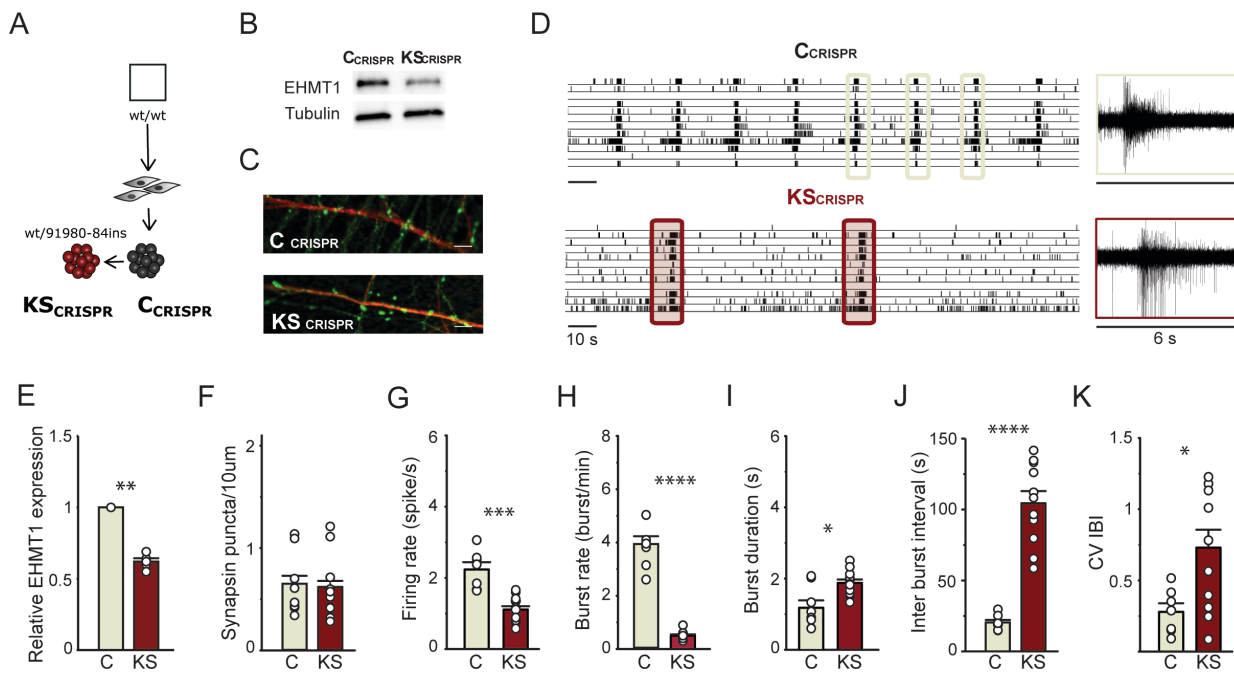 A
wt/wt
wt/91980-84ins
KSCRISPR
CCRISPR
B
CCRISPR KSCRISPR
EHMT1
Tubulin
C
C CRISPR
KS CRISPR
D
CCRISPR
KSCRISPR
10 s
6 s
E
Relative EHMT1 expression
1.5
1
0.5
0
**
C
KS
F
Synapsin puncta/10um
2
1
0
C
KS
G
Firing rate (spike/s)
6
4
2
0
***
C
KS
H
Burst rate (burst/min)
8
6
4
2
0
****
C
KS
I
Burst duration (s)
6
4
2
0
*
C
KS
J
Inter burst interval (s)
150
100
50
0
****
C
KS
K
CV IBI
1.5
1
0.5
0
*
C
KS